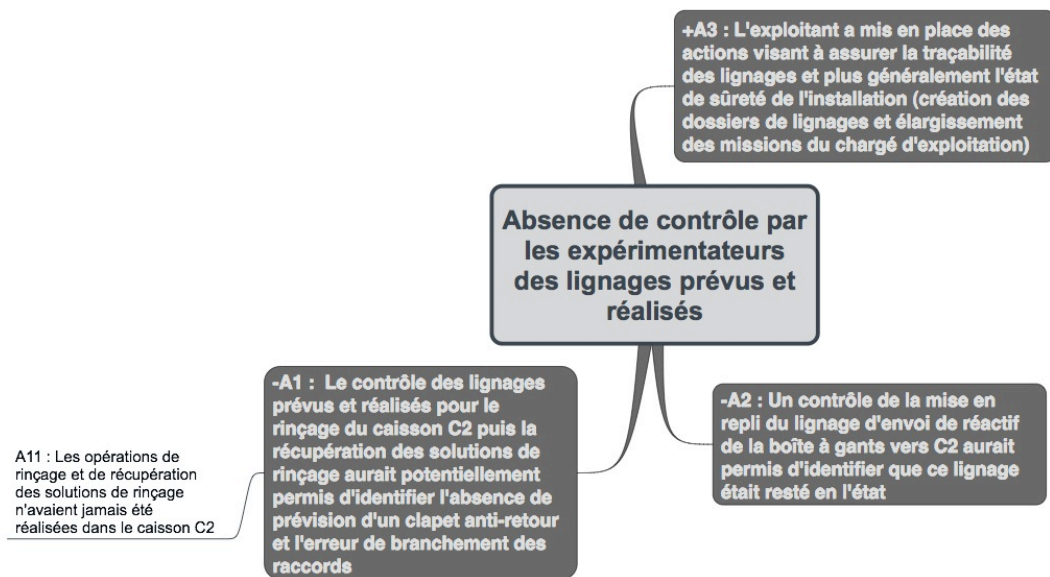 +A3 : L'exploitant a mis en place des
actions visant à assurer la traçabilité
des lignages et plus généralement l'état
de sûreté de l'installation (création des
dossiers de lignages et élargissement
des missions du chargé d'exploitation)
Absence de contrôle par
les expérimentateurs
des lignages prévus et
réalisés
-A1 :  Le contrôle des lignages
prévus et réalisés pour le
rinçage du caisson C2 puis la
récupération des solutions de
rinçage aurait potentiellement
permis d'identifier l'absence de
prévision d'un clapet anti-retour
et l'erreur de branchement des
raccords
-A2 : Un contrôle de la mise en
repli du lignage d'envoi de réactif
de la boîte à gants vers C2 aurait
permis d'identifier que ce lignage
était resté en l'état
A11 : Les opérations de
rinçage et de récupération
des solutions de rinçage
n'avaient jamais été
réalisées dans le caisson C2